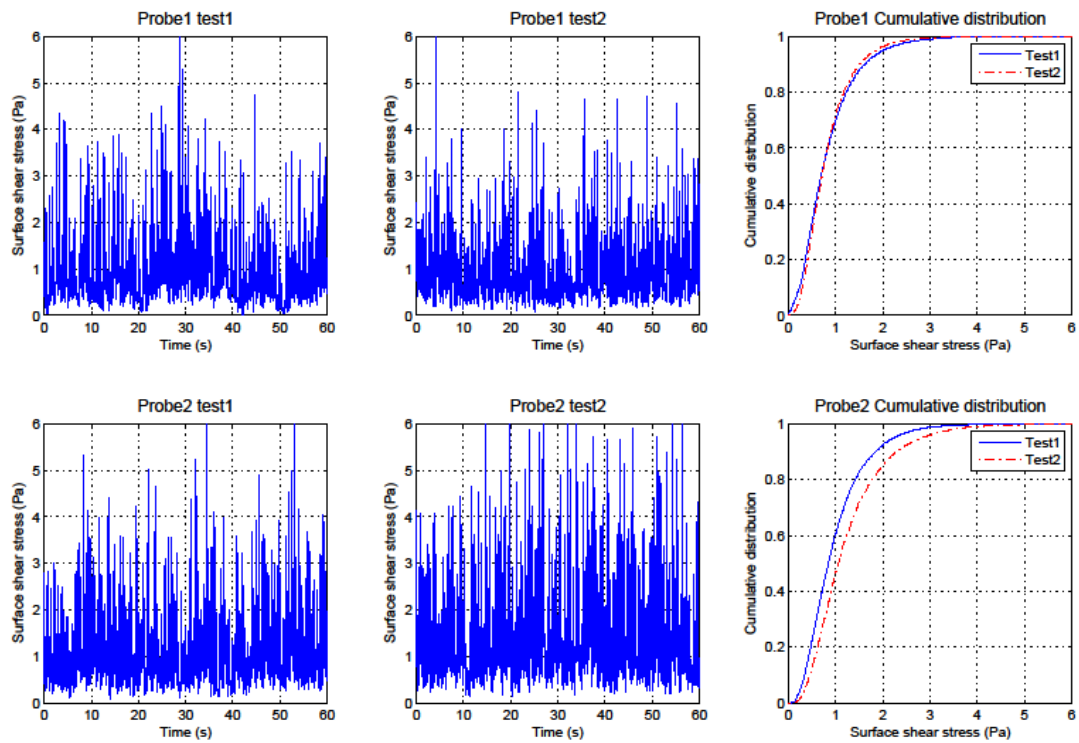 Probe1 test1
Probe1 test2
Probe1 Cumulative distribution
Surface shear stress (Pa)
6
5
4
3
2
1
0
0 10 20 30 40 50 60
Time (s)
Surface shear stress (Pa)
6
5
4
3
2
1
0
0 10 20 30 40 50 60
Time (s)
Cumulative distribution
1
0.8
0.6
0.4
0.2
0
0 1 2 3 4 5 6
Surface shear stress (Pa)
Test1
Test2
Probe2 test1
Probe2 test2
Probe2 Cumulative distribution
Surface shear stress (Pa)
6
5
4
3
2
1
0
0 10 20 30 40 50 60
Time (s)
Surface shear stress (Pa)
6
5
4
3
2
1
0
0 10 20 30 40 50 60
Time (s)
Cumulative distribution
1
0.8
0.6
0.4
0.2
0
0 1 2 3 4 5 6
Surface shear stress (Pa)
Test1
Test2